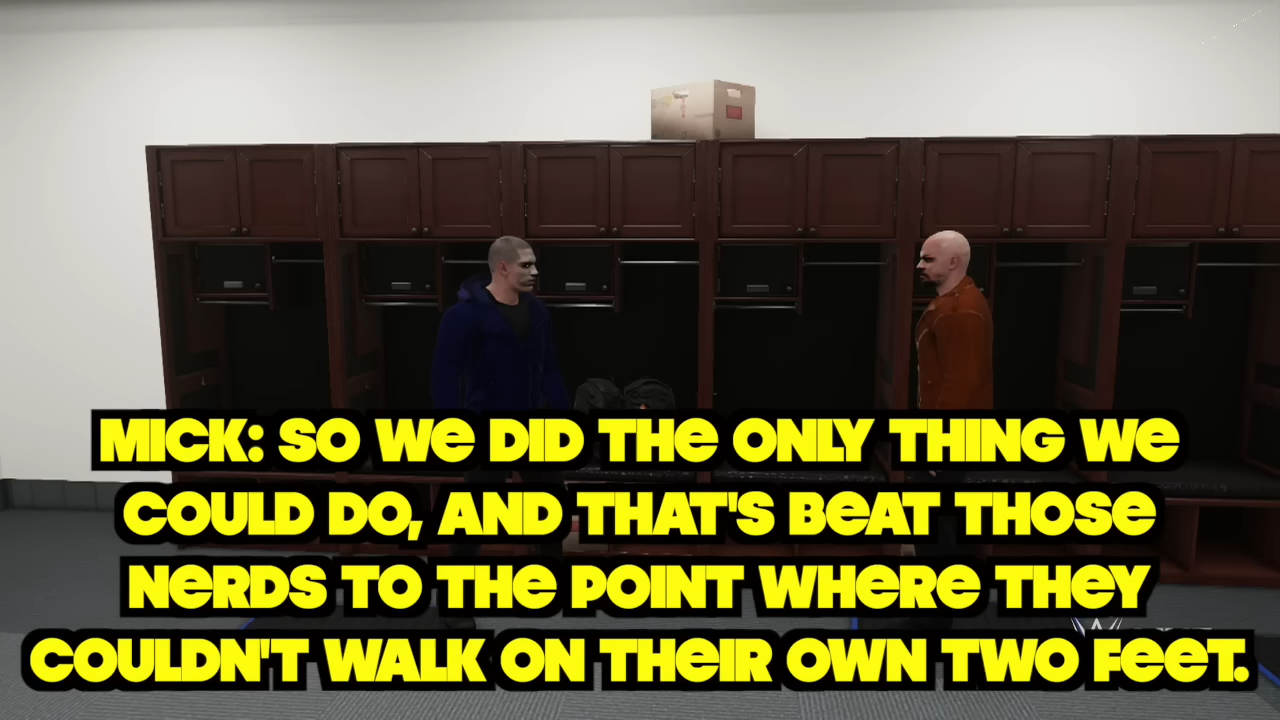 MICK: SO WE DID THE ONLY THING WE
COULD DO, AND THAT'S BEAT THOSE
NERDS TO THE POINT WHERE THEY
COULDN'T WALK ON THEIR OWN TWO FEET.